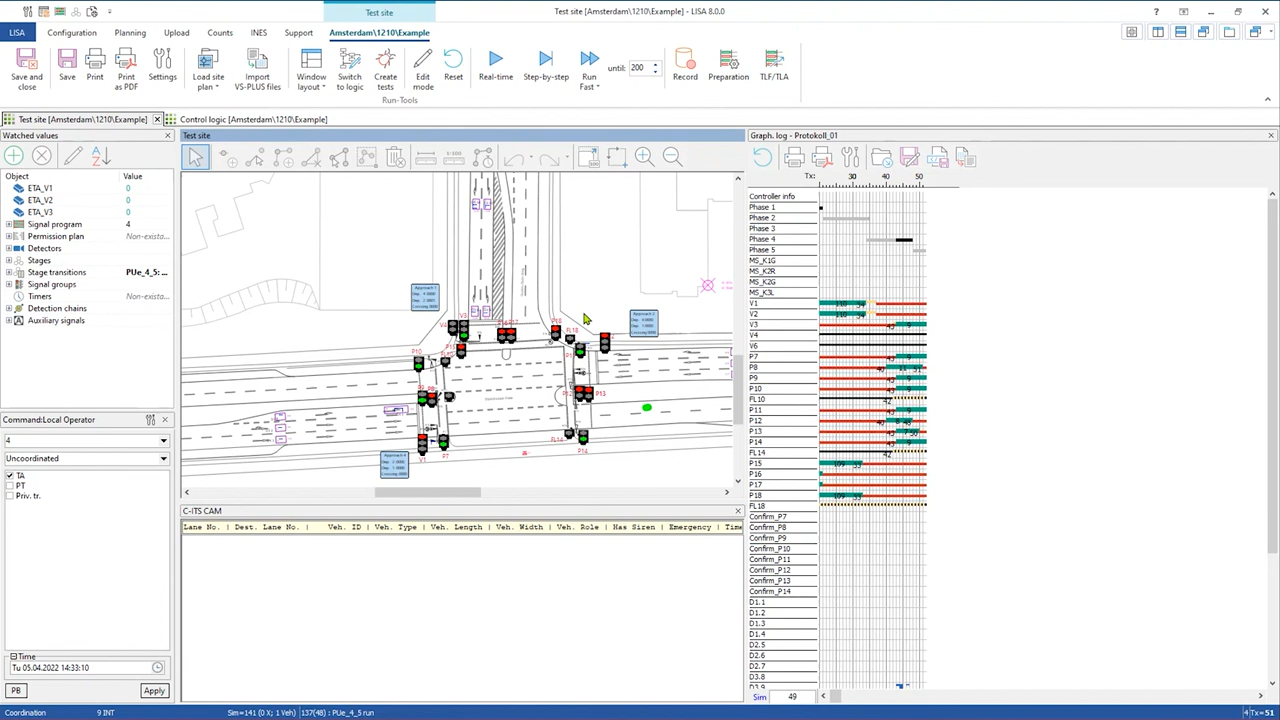 Test site
Test site [Amsterdam\1210\Example] - LISA 8.0.0
LISA
Configuration
Planning
Upload
Counts
INES
Support
Amsterdam\1210\Example
Save and close
Save
Print
Print as PDF
Settings
Load site plan
Import VS-PLUS files
Window layout
Switch to logic
Create tests
Edit mode
Reset
Real-time
Step-by-step
Run Fast
until: 200
Record
Preparation
TLF/TLA
Run-Tools
Test site [Amsterdam\1210\Example]
Control logic [Amsterdam\1210\Example]
Watched values
Object Value
ETA_V1 0
ETA_V2 0
ETA_V3 0
Signal program 4
Permission plan Non-exista...
Detectors
Stages
Stage transitions PUe_4_5: ...
Signal groups
Timers Non-exista...
Detection chains
Auxiliary signals
Command:Local Operator
4
Uncoordinated
TA
PT
Priv. tr.
Time
Tu 05.04.2022 14:33:10
PB
Apply
Test site
C-ITS CAM
Lane No. | Dest. Lane No. | Veh. ID | Veh. Type | Veh. Length | Veh. Width | Veh. Role | Has Siren | Emergency | Time
Graph. log - Protokoll_01
Tx: 30 40 50
Controller info
Phase 1
Phase 2
Phase 3
Phase 4
Phase 5
MS_K1G
MS_K2R
MS_K2G
MS_K3L
V1
V2
V3
V4
V6
P7
P8
P9
P10
FL10
P11
P12
P13
P14
FL14
P15
P16
P17
P18
FL18
Confirm_P7
Confirm_P8
Confirm_P9
Confirm_P10
Confirm_P11
Confirm_P12
Confirm_P13
Confirm_P14
D1.1
D1.2
D1.3
D1.4
D2.5
D2.6
D2.7
D3.8
D3.9
Sim 49
Coordination
9 INT
Sim=141 (0 X; 1 Veh)
137(48) | PUe_4_5 run
4 Tx=51